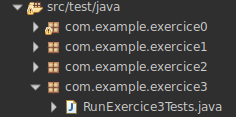 src/test/java
com.example.exercice0
com.example.exercice1
com.example.exercice2
com.example.exercice3
RunExercice3Tests.java